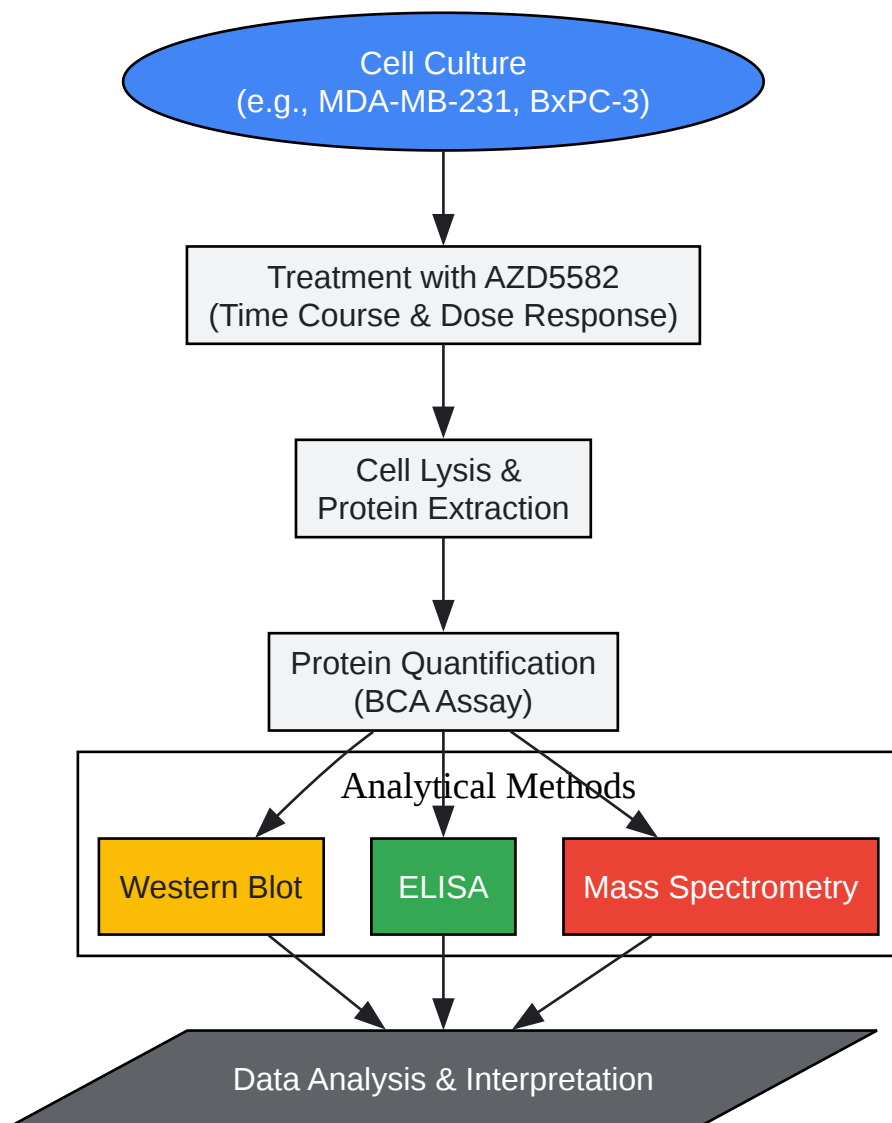 Cell Culture
(e.g., MDA-MB-231, BxPC-3)
Treatment with AZD5582
(Time Course & Dose Response)
Cell Lysis &
Protein Extraction
Protein Quantification
(BCA Assay)
Analytical Methods
Western Blot
ELISA
Mass Spectrometry
Data Analysis & Interpretation